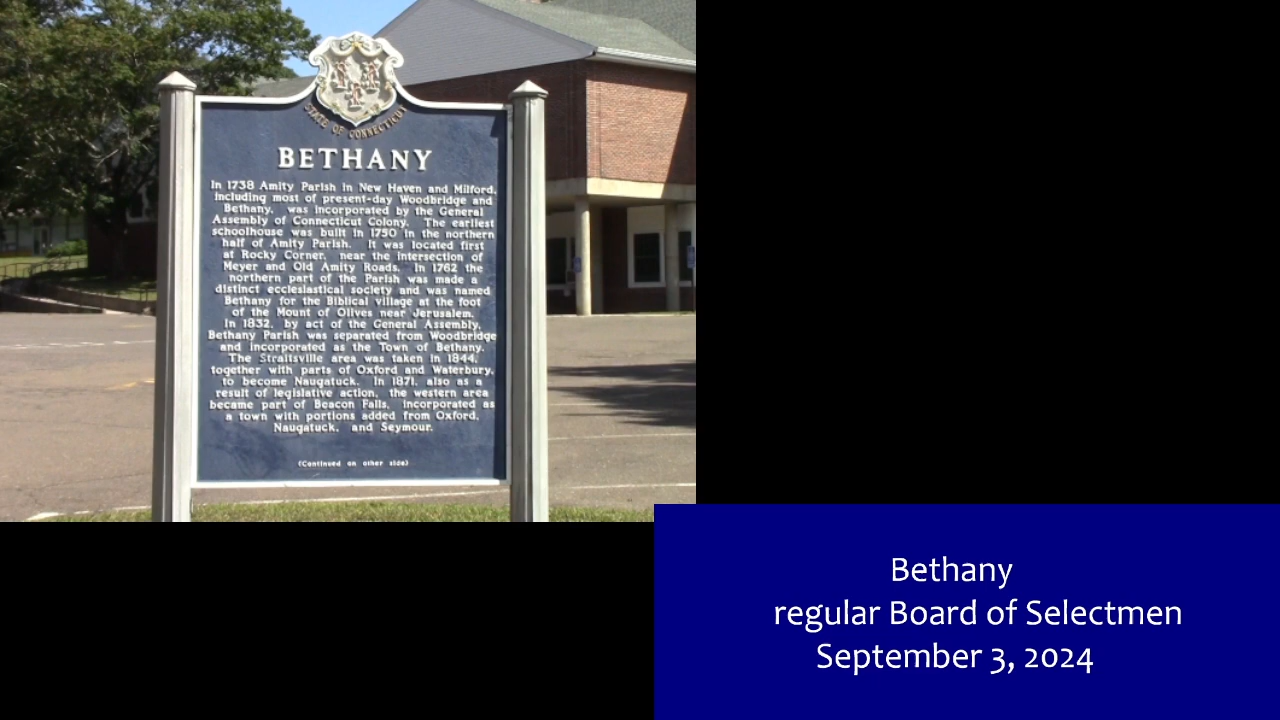 STATE OF CONNECTICUT
BETHANY
In 1738 Amity Parish in New Haven and Milford,
including most of present-day Woodbridge and
Bethany, was incorporated by the General
Assembly of Connecticut Colony. The earliest
schoolhouse was built in 1750 in the northern
half of Amity Parish. It was located first
at Rocky Corner, near the intersection of
Meyer and Old Amity Roads. In 1762 the
northern part of the Parish was made a
distinct ecclesiastical society and was named
Bethany for the Biblical village at the foot
of the Mount of Olives near Jerusalem.
In 1832, by act of the General Assembly,
Bethany Parish was separated from Woodbridge
and incorporated as the Town of Bethany.
The Straitsville area was taken in 1844,
together with parts of Oxford and Waterbury,
to become Naugatuck. In 1871, also as a
result of legislative action, the western area
became part of Beacon Falls, incorporated as
a town with portions added from Oxford,
Naugatuck, and Seymour.
(Continued on other side)
Bethany
regular Board of Selectmen
September 3, 2024